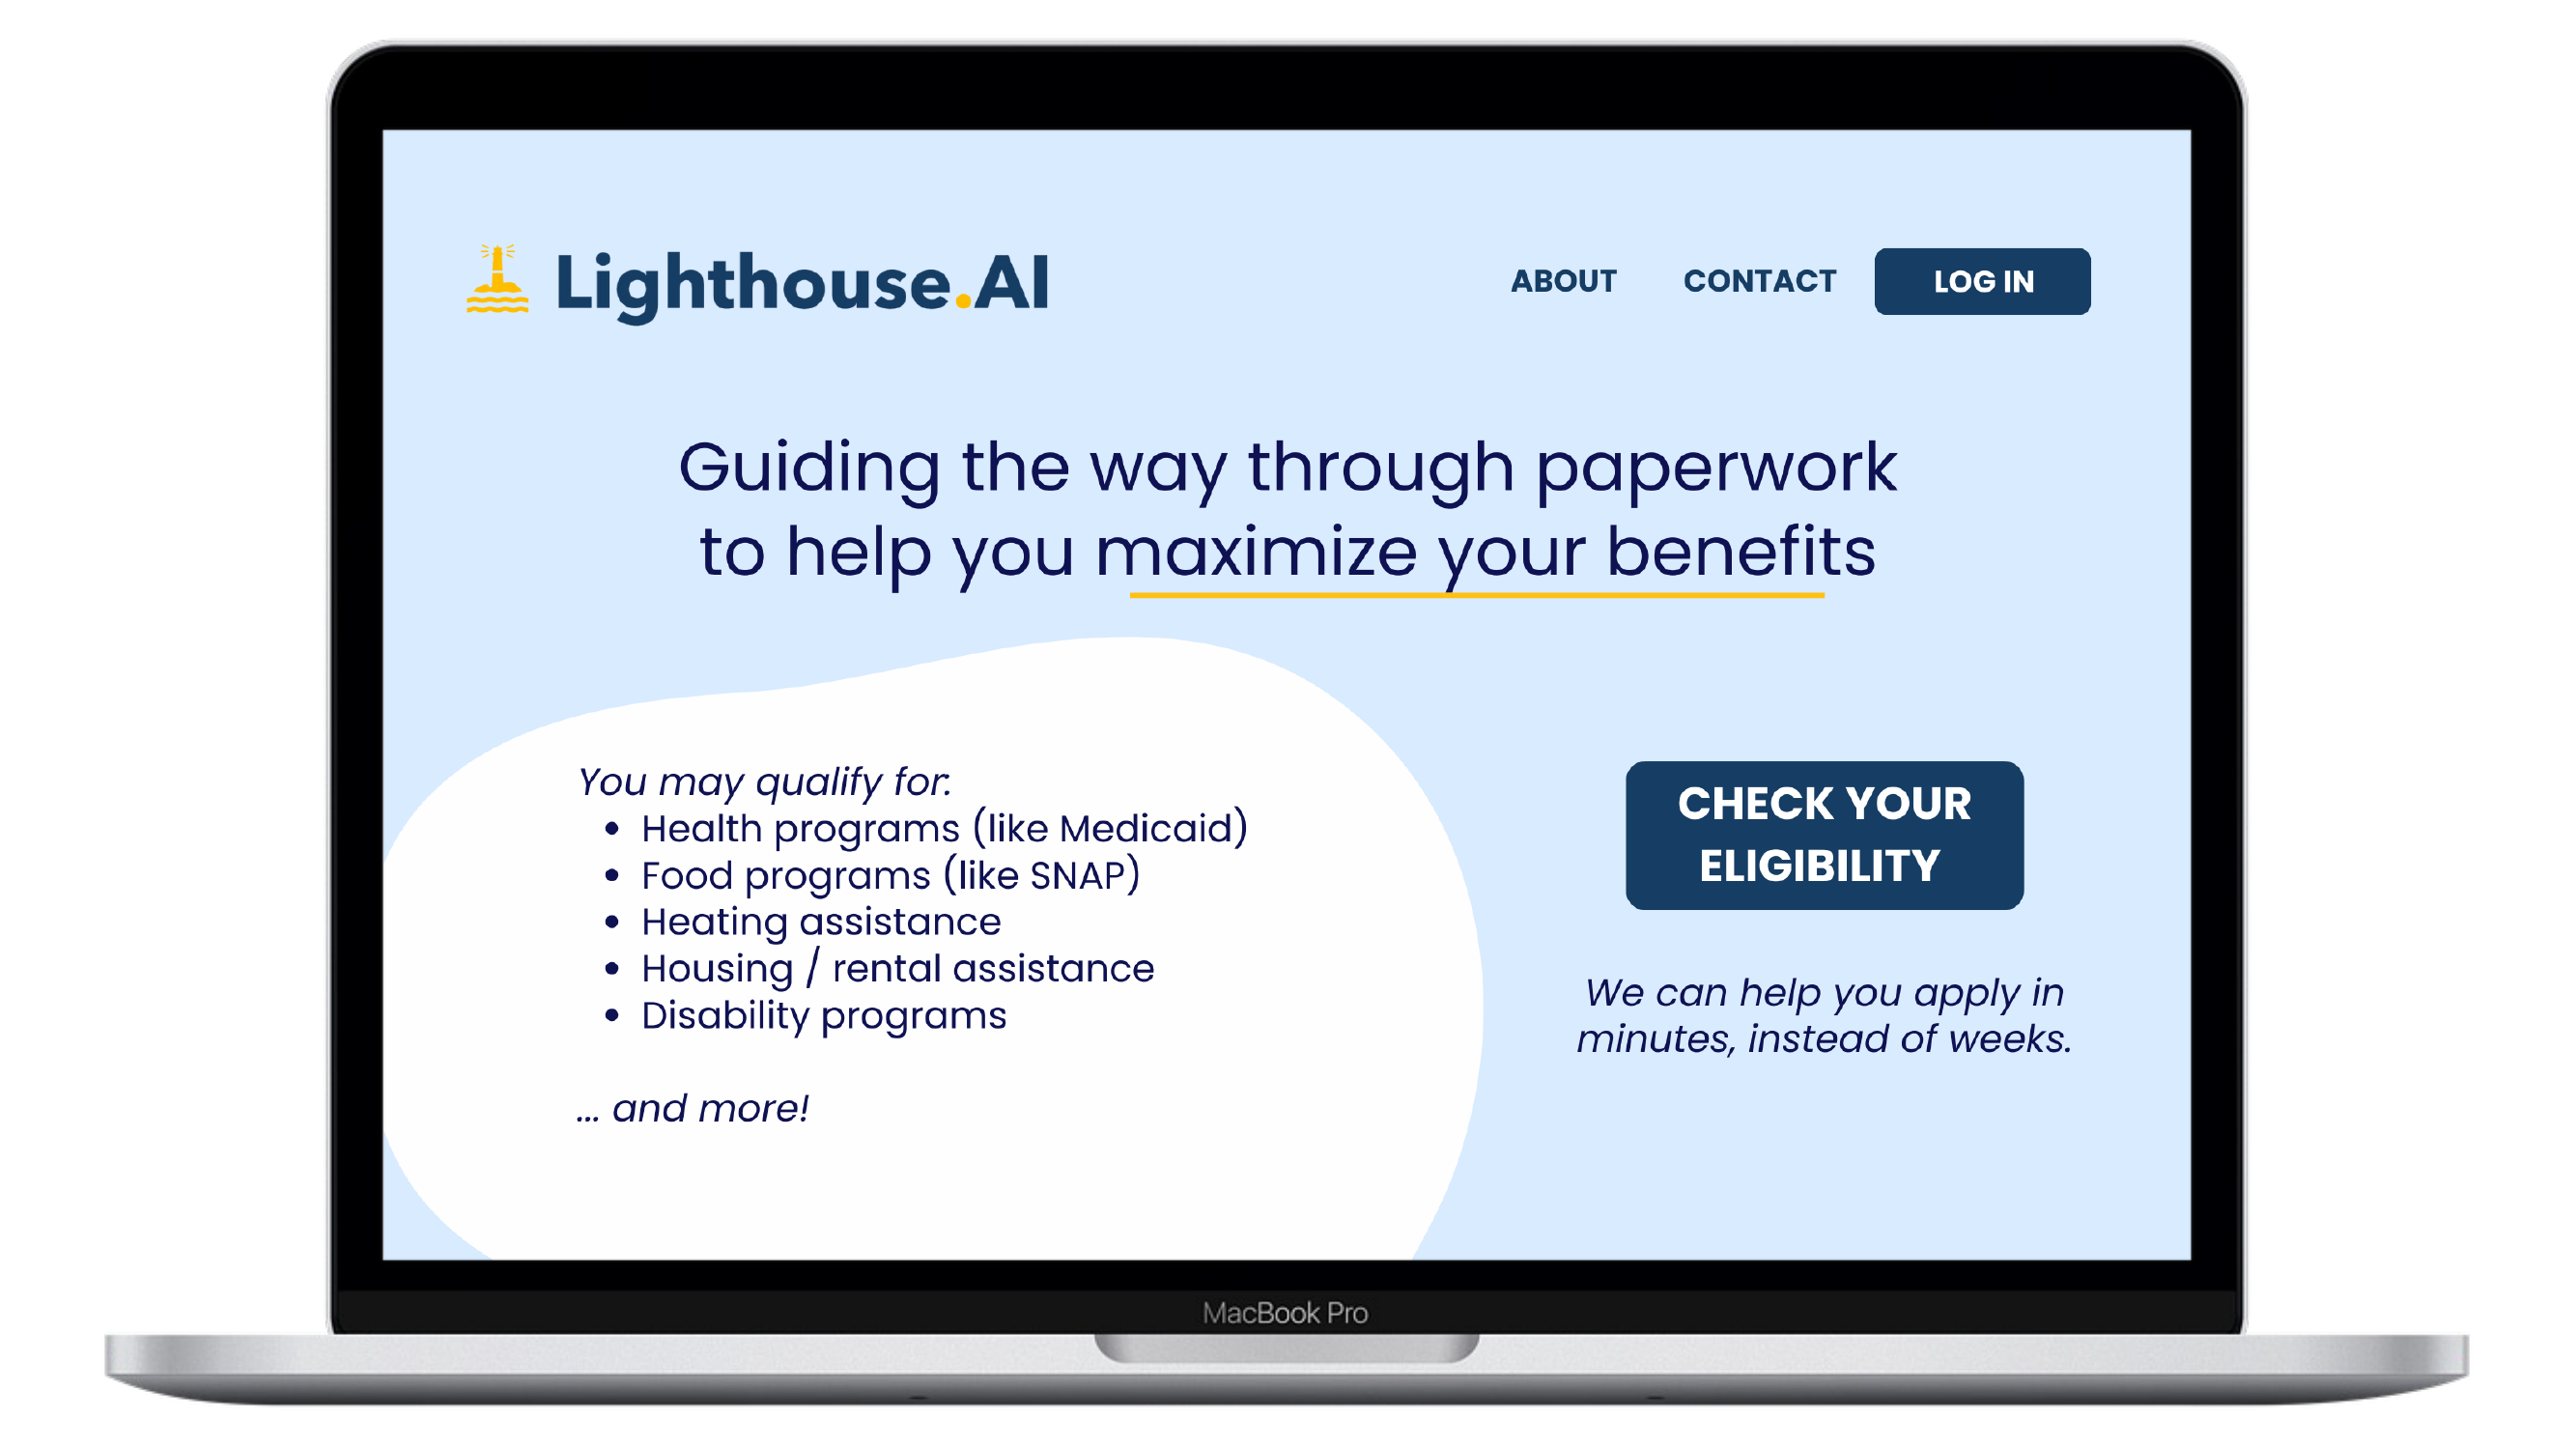 Lighthouse.AI
ABOUT
CONTACT
LOG IN
Guiding the way through paperwork
to help you maximize your benefits
You may qualify for:
• Health programs (like Medicaid)
• Food programs (like SNAP)
• Heating assistance
• Housing / rental assistance
• Disability programs
... and more!
CHECK YOUR
ELIGIBILITY
We can help you apply in
minutes, instead of weeks.
MacBook Pro